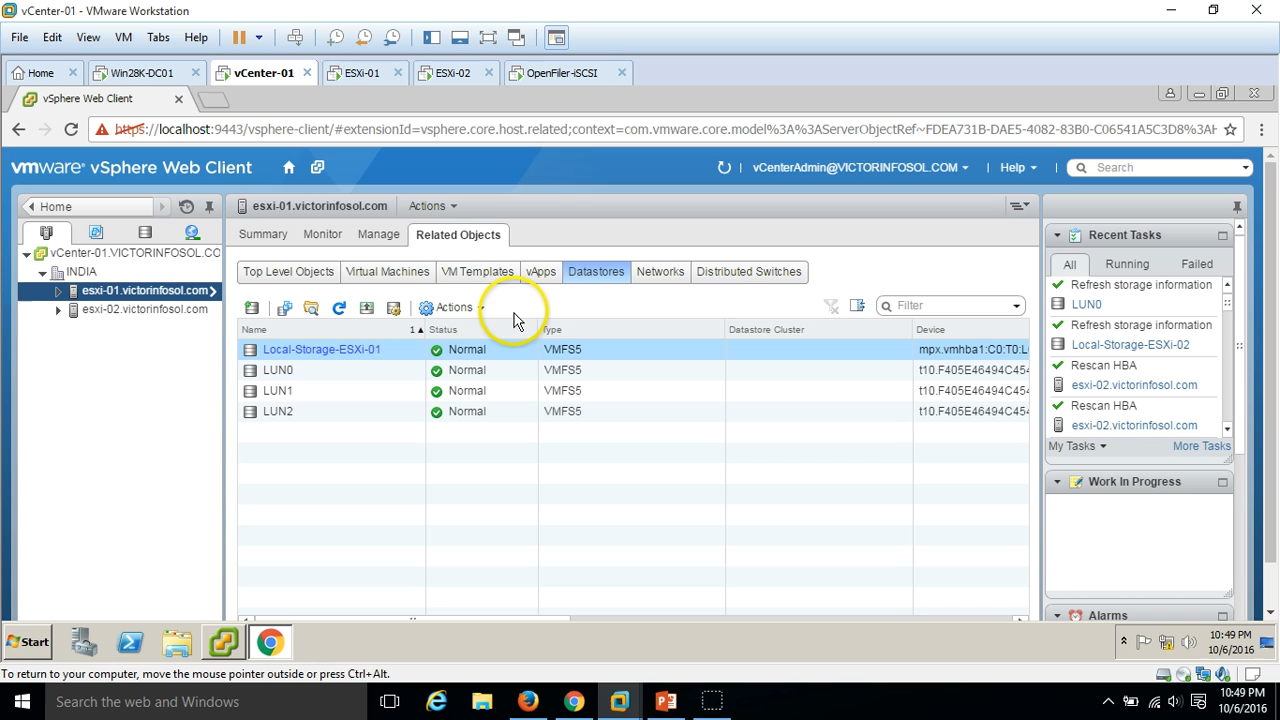 vCenter-01 - VMware Workstation
File Edit View VM Tabs Help
Home Win28K-DC01 vCenter-01 ESXi-01 ESXi-02 OpenFiler-iSCSI
vSphere Web Client
https://localhost:9443/vsphere-client/#extensionId=vsphere.core.host.related;context=com.vmware.core.model%3A%3AServerObjectRef~FDEA731B-DAE5-4082-83B0-C06541A5C3D8%3AH
vmware® vSphere Web Client
vCenterAdmin@VICTORINFOSOL.COM Help Search
Home
esxi-01.victorinfosol.com Actions
Summary Monitor Manage Related Objects
vCenter-01.VICTORINFOSOL.CO
INDIA
esxi-01.victorinfosol.com
esxi-02.victorinfosol.com
Top Level Objects Virtual Machines VM Templates vApps Datastores Networks Distributed Switches
Actions Filter
Name 1 Status Type Datastore Cluster Device
Local-Storage-ESXi-01 Normal VMFS5 mpx.vmhba1:C0:T0:L
LUN0 Normal VMFS5 t10.F405E46494C454
LUN1 Normal VMFS5 t10.F405E46494C454
LUN2 Normal VMFS5 t10.F405E46494C454
Recent Tasks
All Running Failed
Refresh storage information
LUN0
Refresh storage information
Local-Storage-ESXi-02
Rescan HBA
esxi-02.victorinfosol.com
Rescan HBA
esxi-02.victorinfosol.com
My Tasks More Tasks
Work In Progress
Alarms
Start
10:49 PM
10/6/2016
To return to your computer, move the mouse pointer outside or press Ctrl+Alt.
Search the web and Windows
10:49 PM
10/6/2016